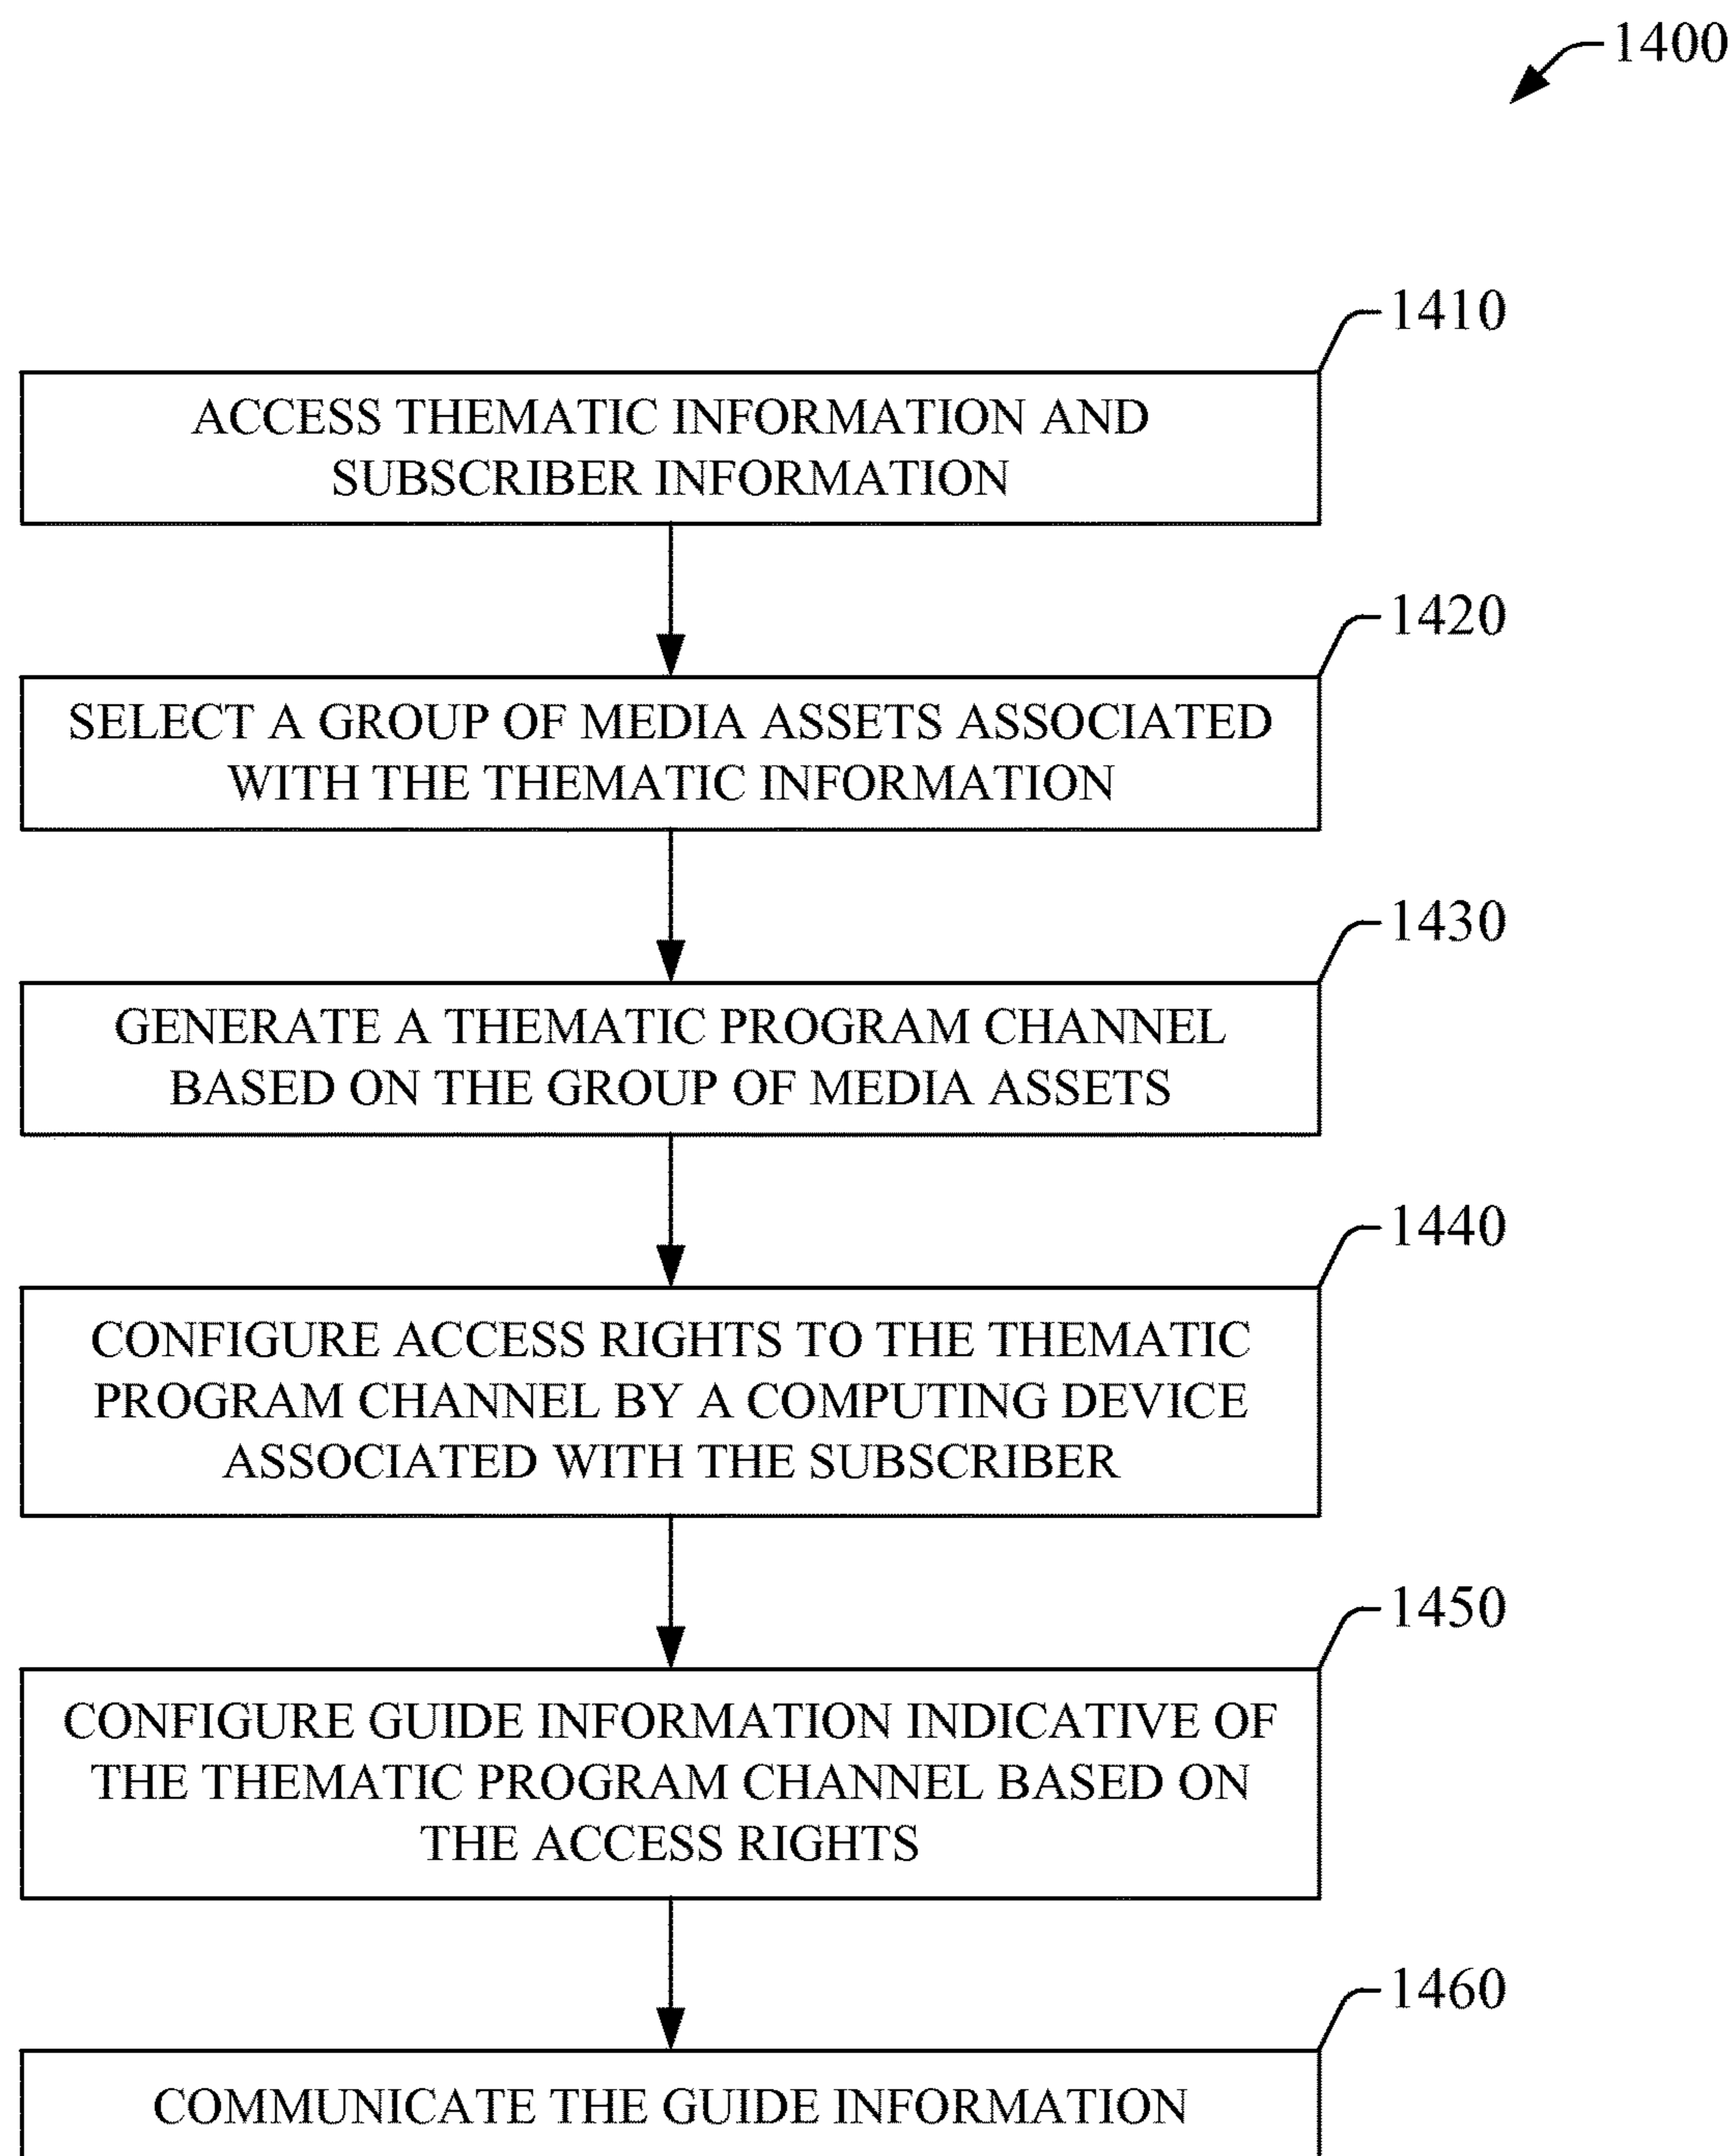 1400
1410
ACCESS THEMATIC INFORMATION AND
SUBSCRIBER INFORMATION
1420
SELECT A GROUP OF MEDIA ASSETS ASSOCIATED
WITH THE THEMATIC INFORMATION
1430
GENERATE A THEMATIC PROGRAM CHANNEL
BASED ON THE GROUP OF MEDIA ASSETS
1440
CONFIGURE ACCESS RIGHTS TO THE THEMATIC
PROGRAM CHANNEL BY A COMPUTING DEVICE
ASSOCIATED WITH THE SUBSCRIBER
1450
CONFIGURE GUIDE INFORMATION INDICATIVE OF
THE THEMATIC PROGRAM CHANNEL BASED ON
THE ACCESS RIGHTS
1460
COMMUNICATE THE GUIDE INFORMATION